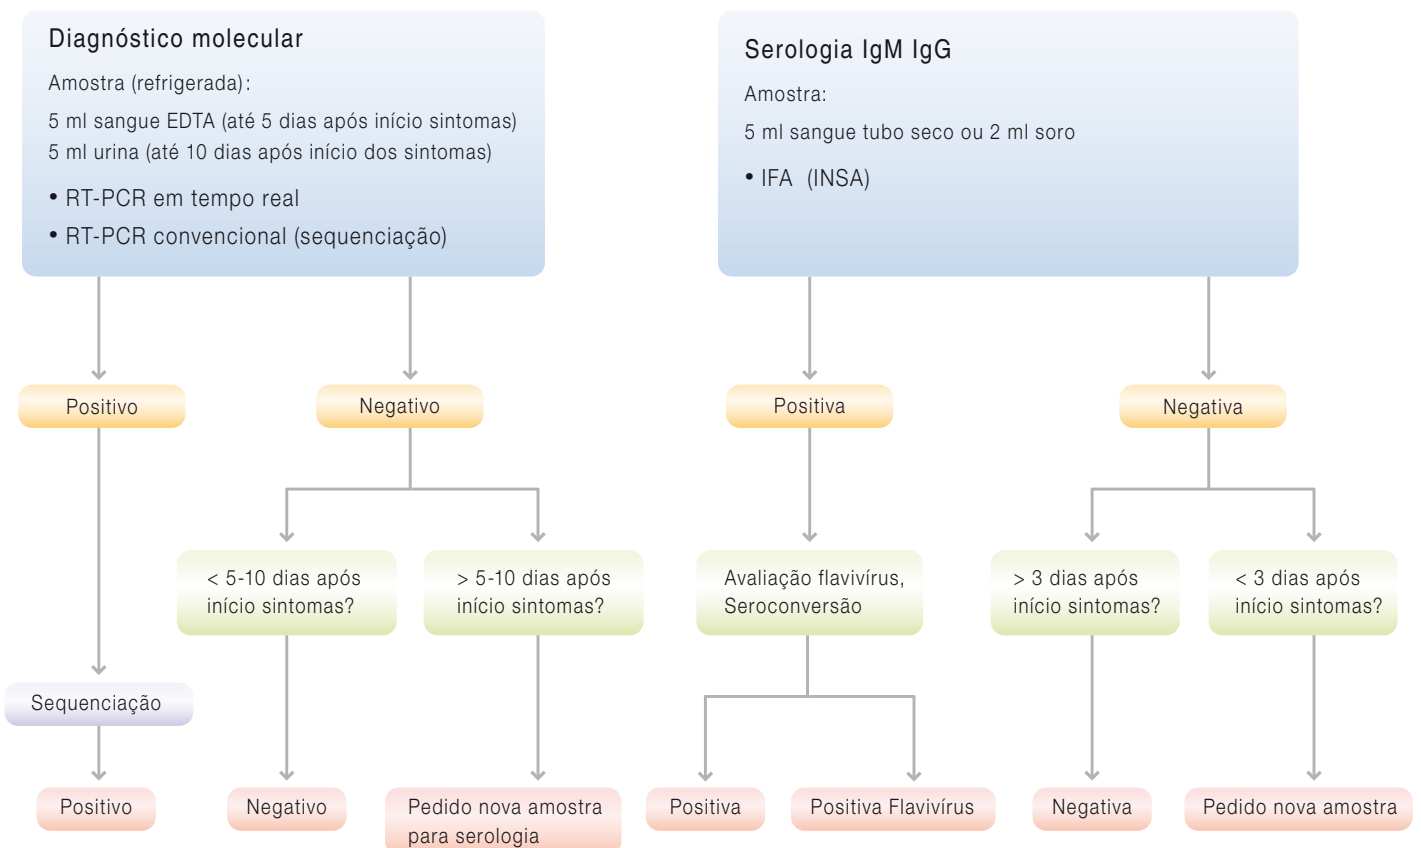 Diagnóstico molecular
Amostra (refrigerada):
5 ml sangue EDTA (até 5 dias após início sintomas)
5 ml urina (até 10 dias após início dos sintomas)
• RT-PCR em tempo real
• RT-PCR convencional (sequenciação)
Serologia IgM IgG
Amostra:
5 ml sangue tubo seco ou 2 ml soro
• IFA (INSA)
Positivo
Negativo
Positiva
Negativa
< 5-10 dias após
início sintomas?
> 5-10 dias após
início sintomas?
Avaliação flavivírus,
Seroconversão
> 3 dias após
início sintomas?
< 3 dias após
início sintomas?
Sequenciação
Positivo
Negativo
Pedido nova amostra
para serologia
Positiva
Positiva Flavivírus
Negativa
Pedido nova amostra